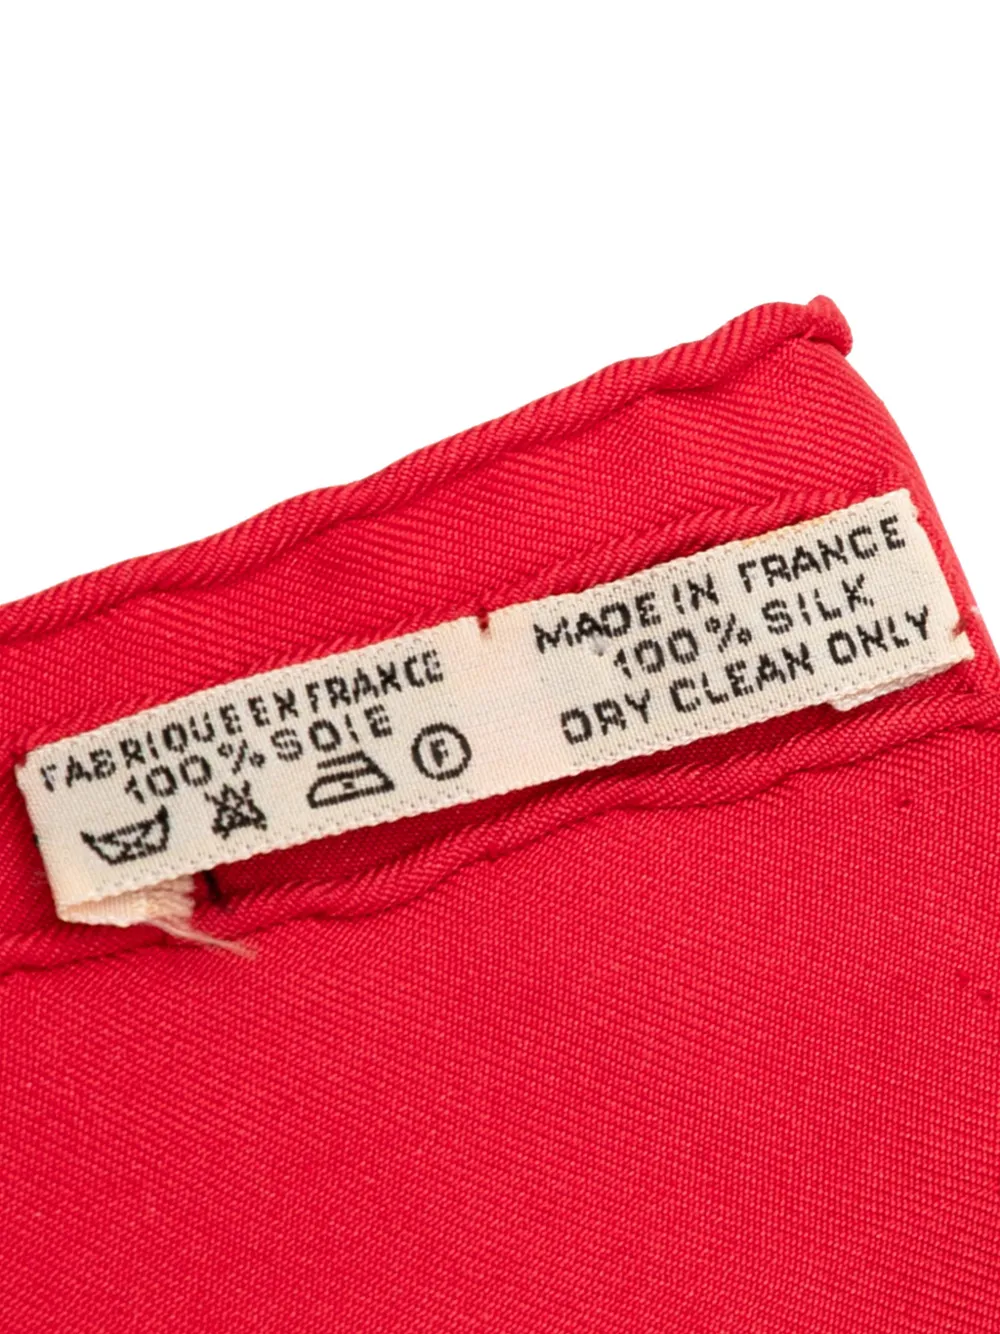 FABRIQUE EN FRANCE
100% SOIE
F
MADE IN FRANCE
100% SILK
DRY CLEAN ONLY